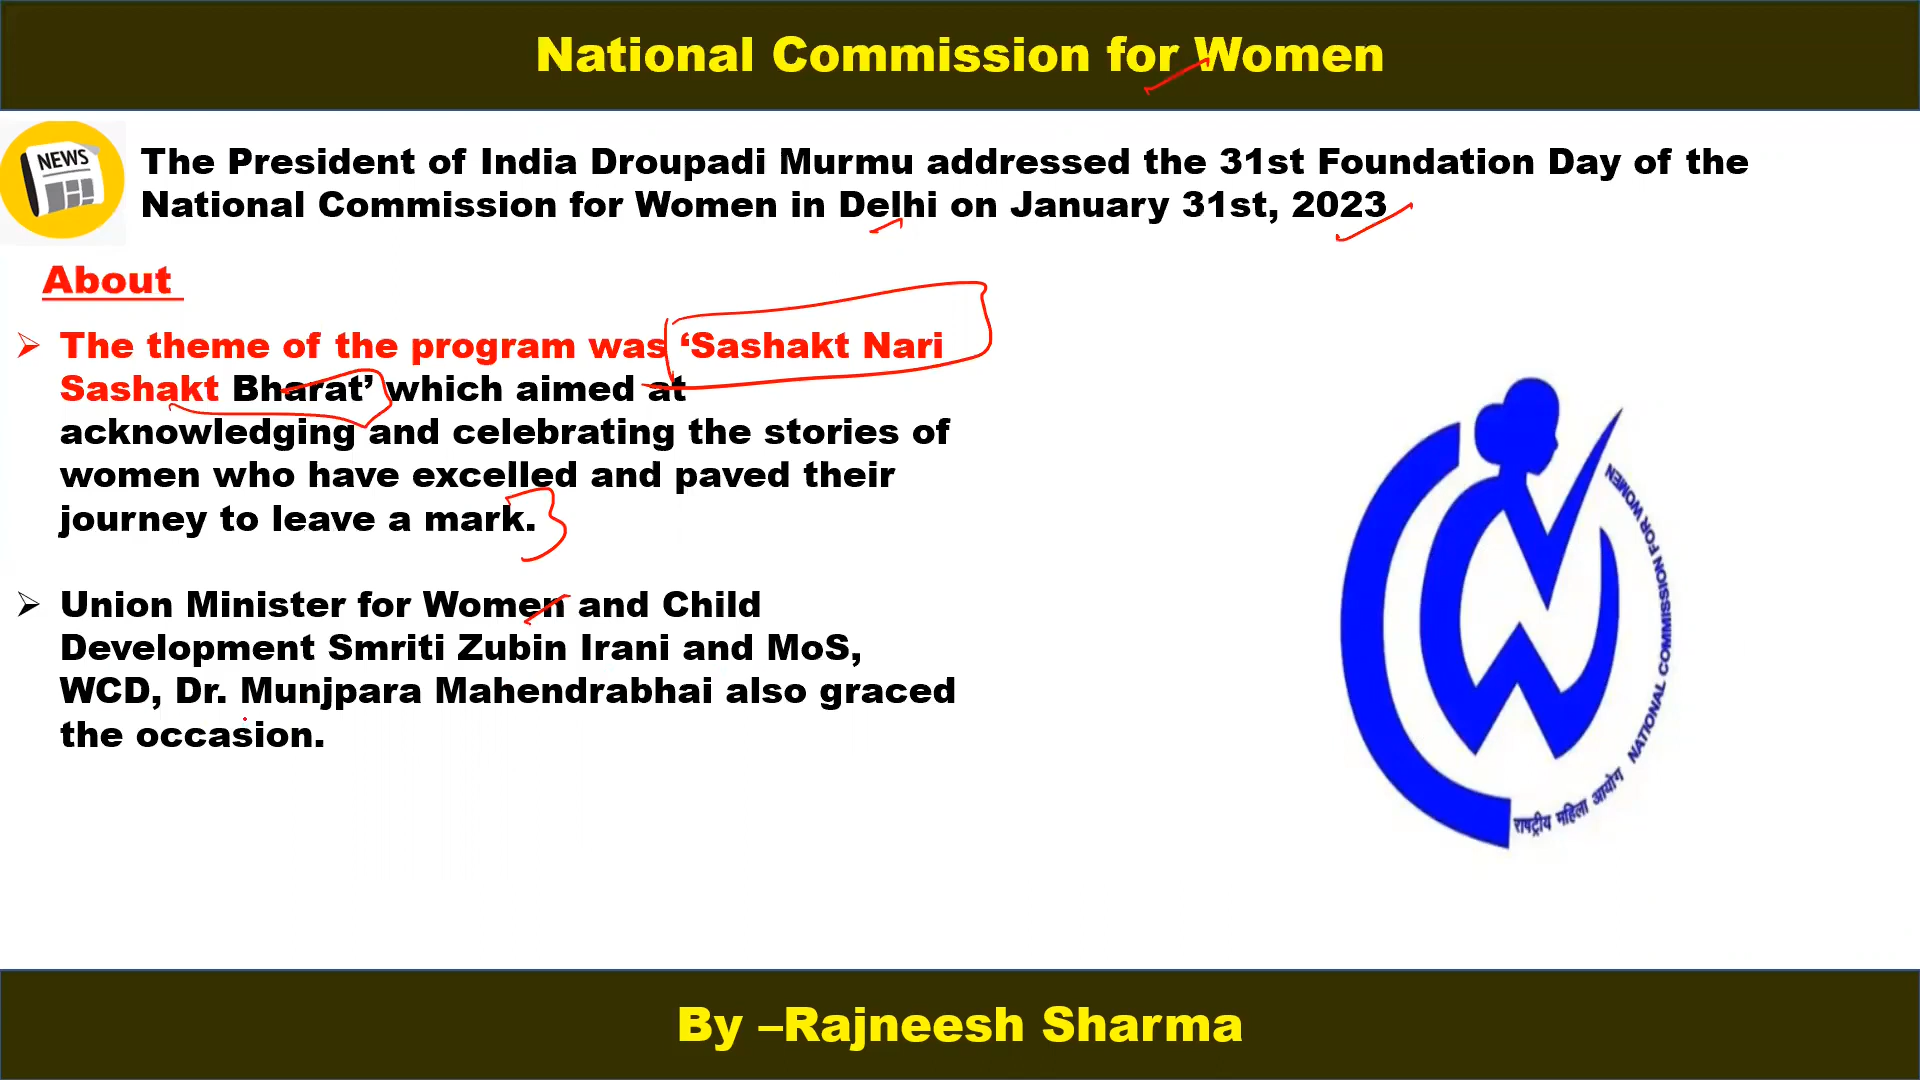 National Commission for Women
NEWS
The President of India Droupadi Murmu addressed the 31st Foundation Day of the
National Commission for Women in Delhi on January 31st, 2023
About
The theme of the program was ‘Sashakt Nari
Sashakt Bharat’ which aimed at
acknowledging and celebrating the stories of
women who have excelled and paved their
journey to leave a mark.
Union Minister for Women and Child
Development Smriti Zubin Irani and MoS,
WCD, Dr. Munjpara Mahendrabhai also graced
the occasion.
राष्ट्रीय महिला आयोग NATIONAL COMMISSION FOR WOMEN
By –Rajneesh Sharma